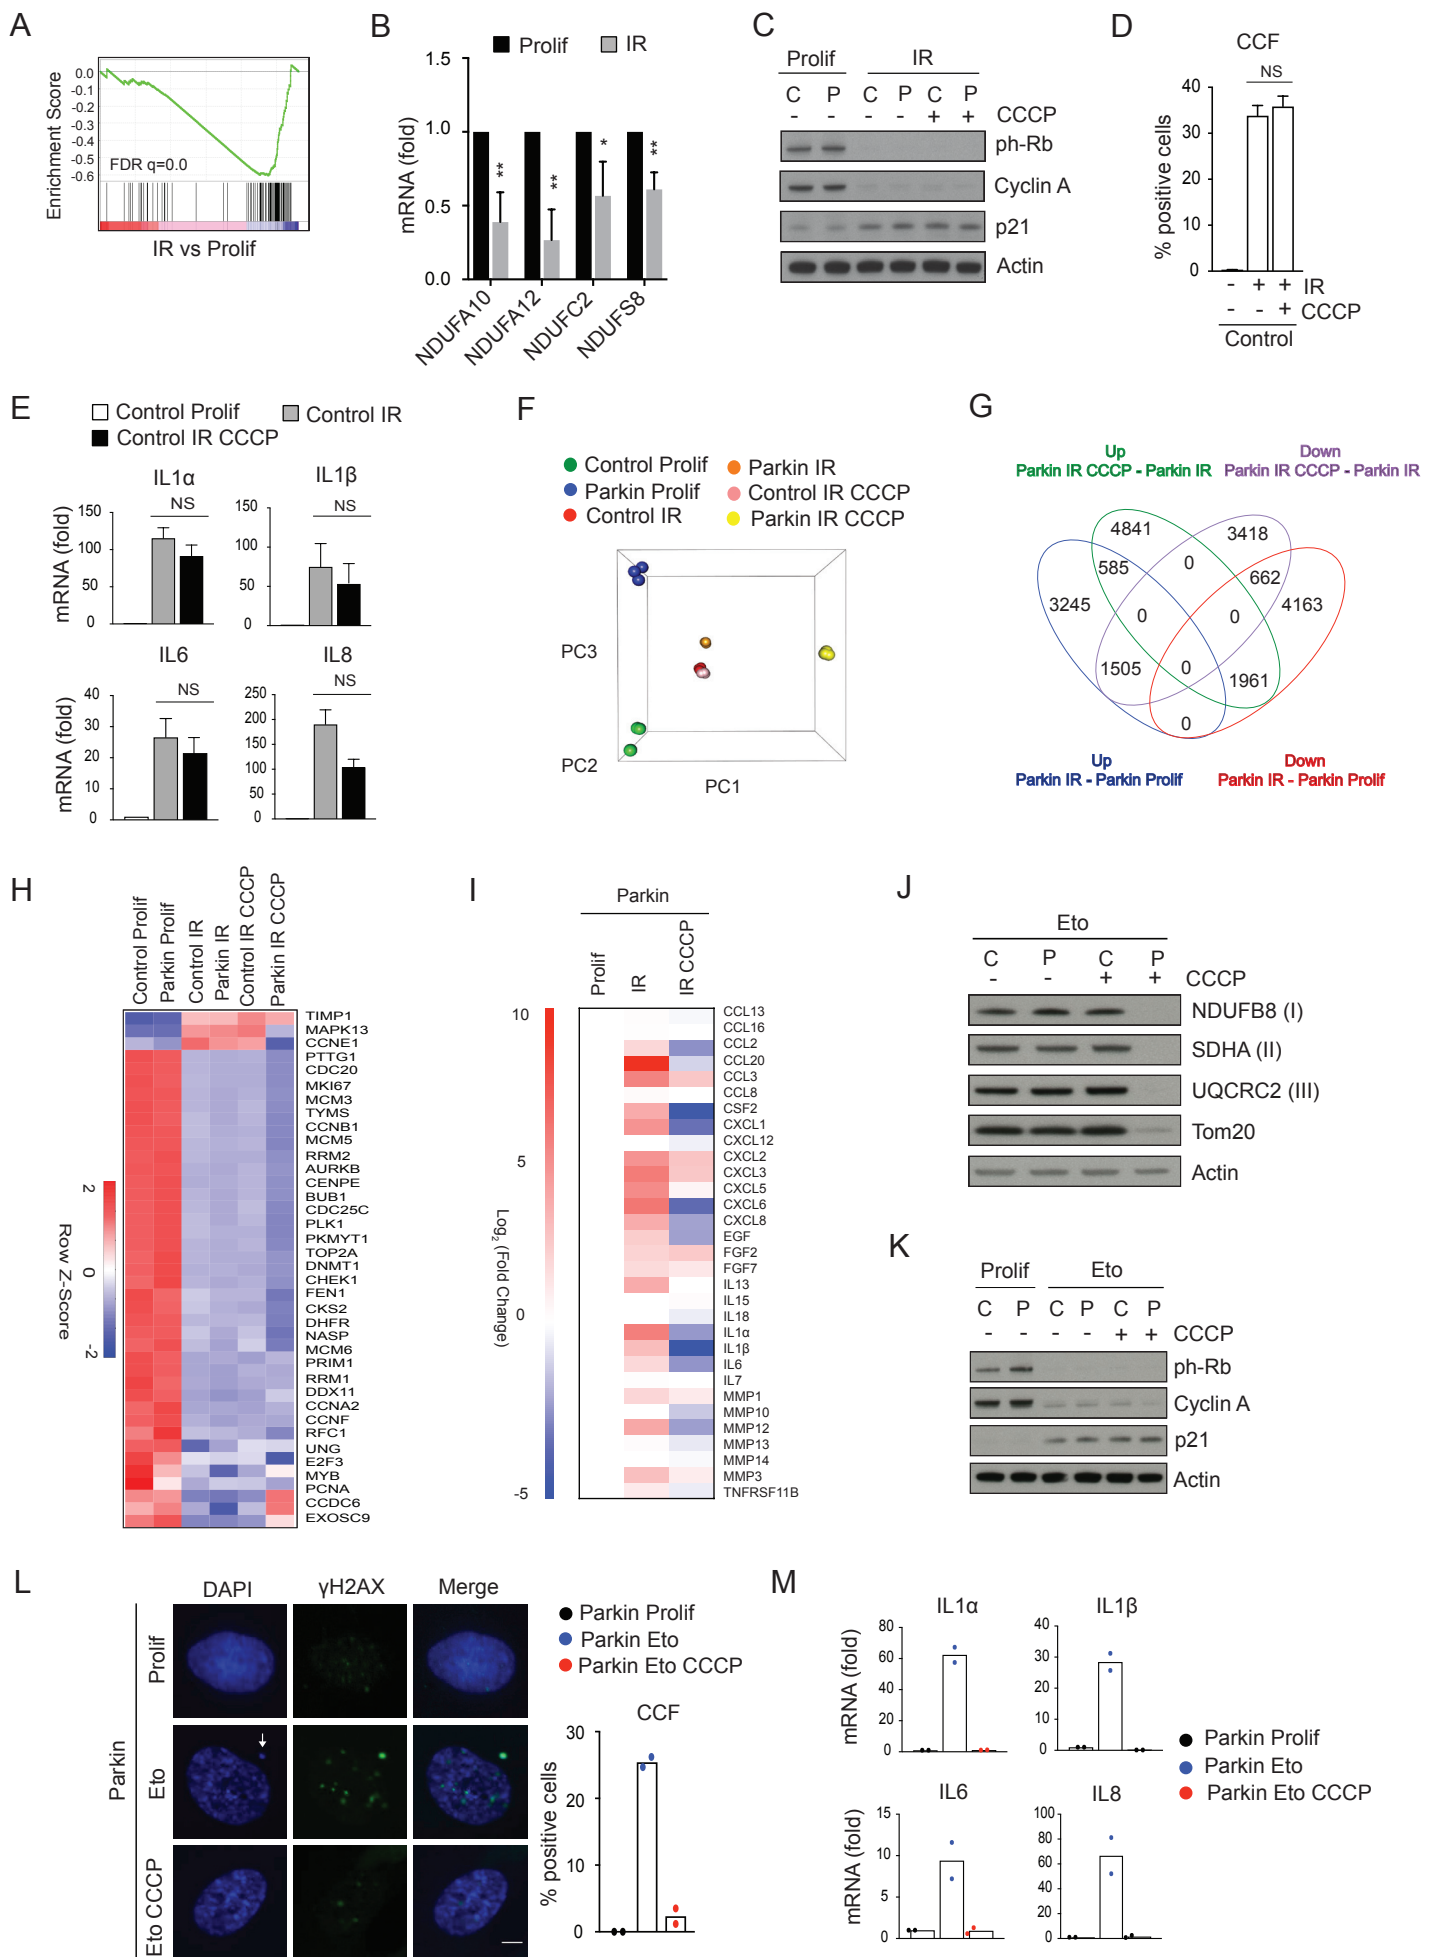 A
Enrichment Score
0.0
-0.1
-0.2
-0.3
-0.4
-0.5
-0.6
FDR q=0.0
IR vs Prolif
B
Prolif
IR
mRNA (fold)
1.5
1.0
0.5
0.0
**
**
*
**
NDUFA10
NDUFA12
NDUFC2
NDUFS8
C
Prolif IR
C P C P C P
- - - - + + CCCP
ph-Rb
Cyclin A
p21
Actin
D
CCF
NS
% positive cells
40
30
20
10
0
- + + IR
- - + CCCP
Control
E
Control Prolif
Control IR
Control IR CCCP
IL1α
NS
mRNA (fold)
150
100
50
0
IL1β
NS
150
100
50
0
IL6
NS
mRNA (fold)
40
30
20
10
0
IL8
NS
250
200
150
100
50
0
F
Control Prolif
Parkin Prolif
Control IR
Parkin IR
Control IR CCCP
Parkin IR CCCP
PC3
PC2
PC1
G
Up
Parkin IR CCCP - Parkin IR
Down
Parkin IR CCCP - Parkin IR
4841
0
3418
585
662
3245
0
0
4163
1505
0
1961
0
Up
Parkin IR - Parkin Prolif
Down
Parkin IR - Parkin Prolif
H
Control Prolif
Parkin Prolif
Control IR
Parkin IR
Control IR CCCP
Parkin IR CCCP
2
0
-2
Row Z-Score
TIMP1
MAPK13
CCNE1
PTTG1
CDC20
MKI67
MCM3
TYMS
CCNB1
MCM5
RRM2
AURKB
CENPE
BUB1
CDC25C
PLK1
PKMYT1
TOP2A
DNMT1
CHEK1
FEN1
CKS2
DHFR
NASP
MCM6
PRIM1
RRM1
DDX11
CCNA2
CCNF
RFC1
UNG
E2F3
MYB
PCNA
CCDC6
EXOSC9
I
Parkin
Prolif
IR
IR CCCP
10
5
0
-5
Log2 (Fold Change)
CCL13
CCL16
CCL2
CCL20
CCL3
CCL8
CSF2
CXCL1
CXCL12
CXCL2
CXCL3
CXCL5
CXCL6
CXCL8
EGF
FGF2
FGF7
IL13
IL15
IL18
IL1α
IL1β
IL6
IL7
MMP1
MMP10
MMP12
MMP13
MMP14
MMP3
TNFRSF11B
J
Eto
C P C P
- - + + CCCP
NDUFB8 (I)
SDHA (II)
UQCRC2 (III)
Tom20
Actin
K
Prolif Eto
C P C P C P
- - - - + + CCCP
ph-Rb
Cyclin A
p21
Actin
L
DAPI γH2AX Merge
Parkin
Prolif
Eto
Eto CCCP
Parkin Prolif
Parkin Eto
Parkin Eto CCCP
CCF
% positive cells
30
20
10
0
M
IL1α
mRNA (fold)
80
60
40
20
0
IL1β
40
30
20
10
0
IL6
mRNA (fold)
15
10
5
0
IL8
100
80
60
40
20
0
Parkin Prolif
Parkin Eto
Parkin Eto CCCP